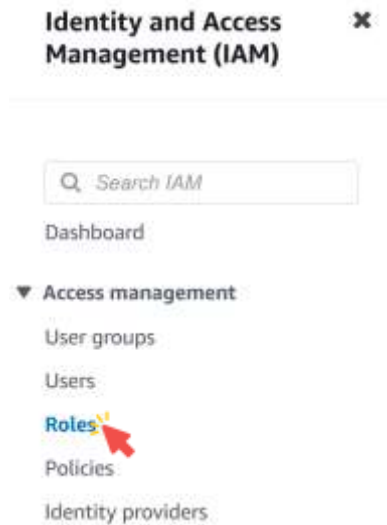 Identity and Access
Management (IAM)
Search IAM
Dashboard
Access management
User groups
Users
Roles
Policies
Identity providers